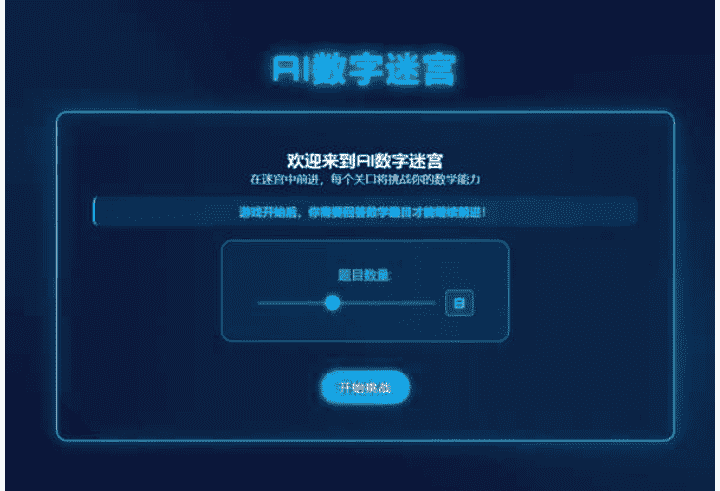 AI数字迷宫
欢迎来到AI数字迷宫
在迷宫中前进，每个关口将挑战你的数学能力
游戏开始后，你需要回答数学题目才能继续前进！
题目数量:
开始挑战